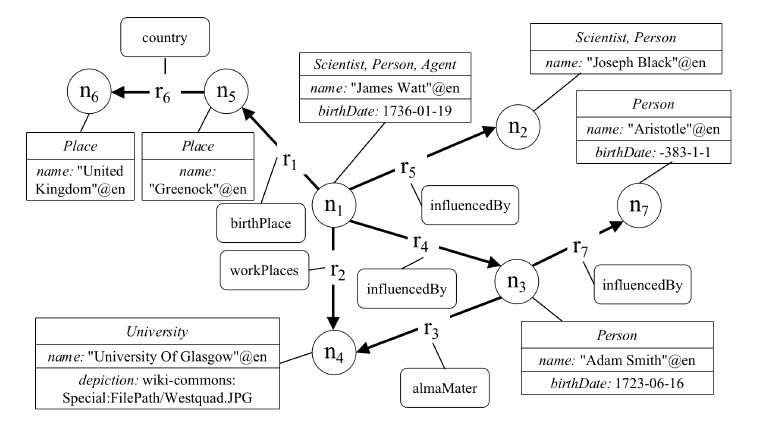 country
Scientist, Person, Agent
name: "James Watt"@en
birthDate: 1736-01-19
Scientist, Person
name: "Joseph Black"@en
n6
r6
n5
n2
Person
name: "Aristotle"@en
birthDate: -383-1-1
Place
name: "United
Kingdom"@en
Place
name:
"Greenock"@en
r1
r5
n1
influencedBy
n7
birthPlace
workPlaces
r2
r4
influencedBy
n3
r7
influencedBy
University
name: "University Of Glasgow"@en
depiction: wiki-commons:
Special:FilePath/Westquad.JPG
n4
r3
almaMater
Person
name: "Adam Smith"@en
birthDate: 1723-06-16